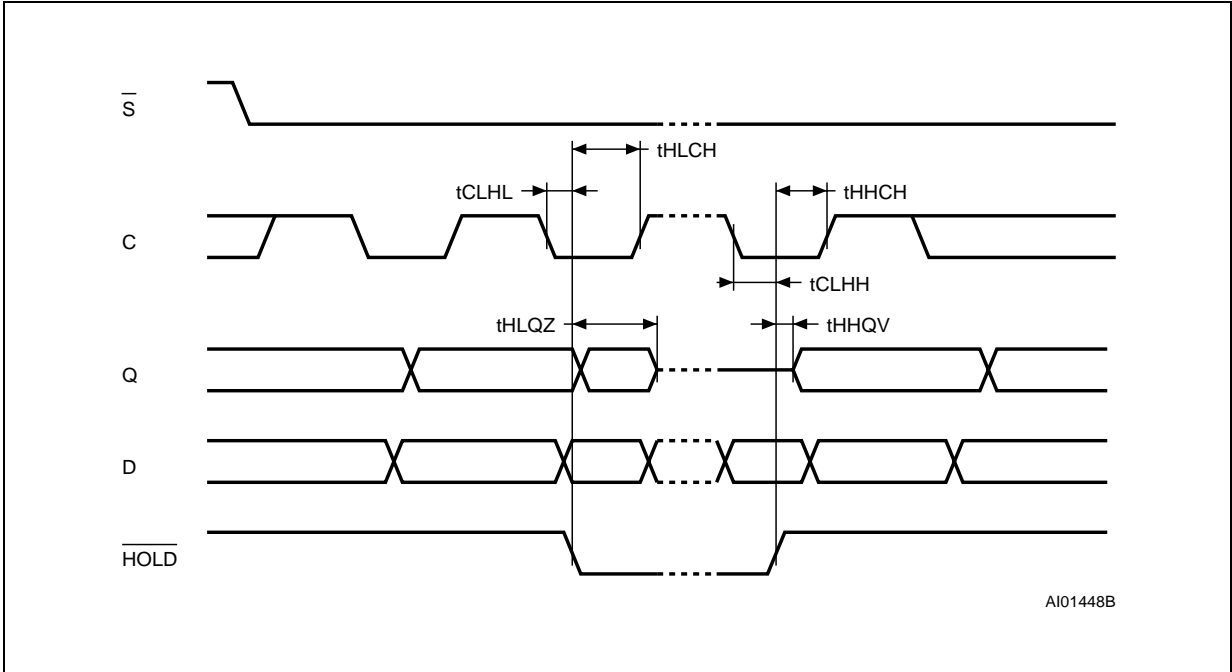 S
tHLCH
tCLHL
tHHCH
C
tCLHH
tHLQZ
tHHQV
Q
D
HOLD
AI01448B